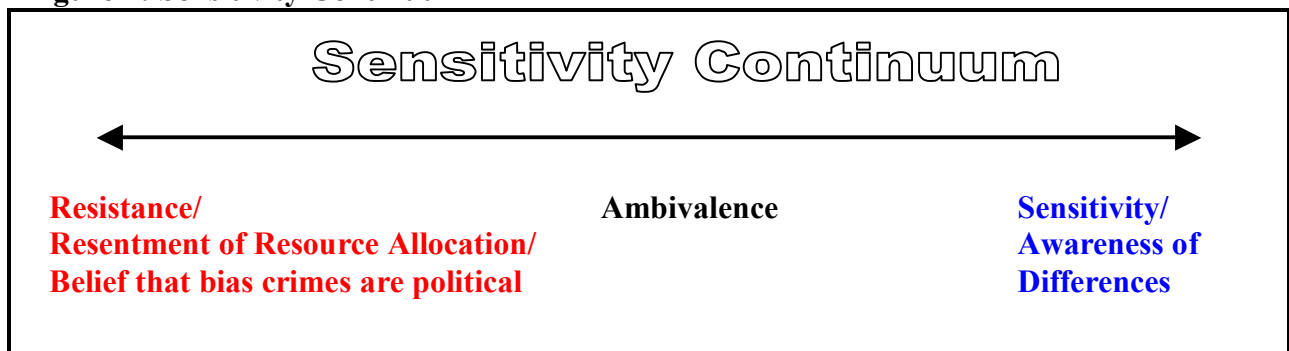 Sensitivity Continuum
Resistance/
Resentment of Resource Allocation/
Belief that bias crimes are political
Ambivalence
Sensitivity/
Awareness of
Differences